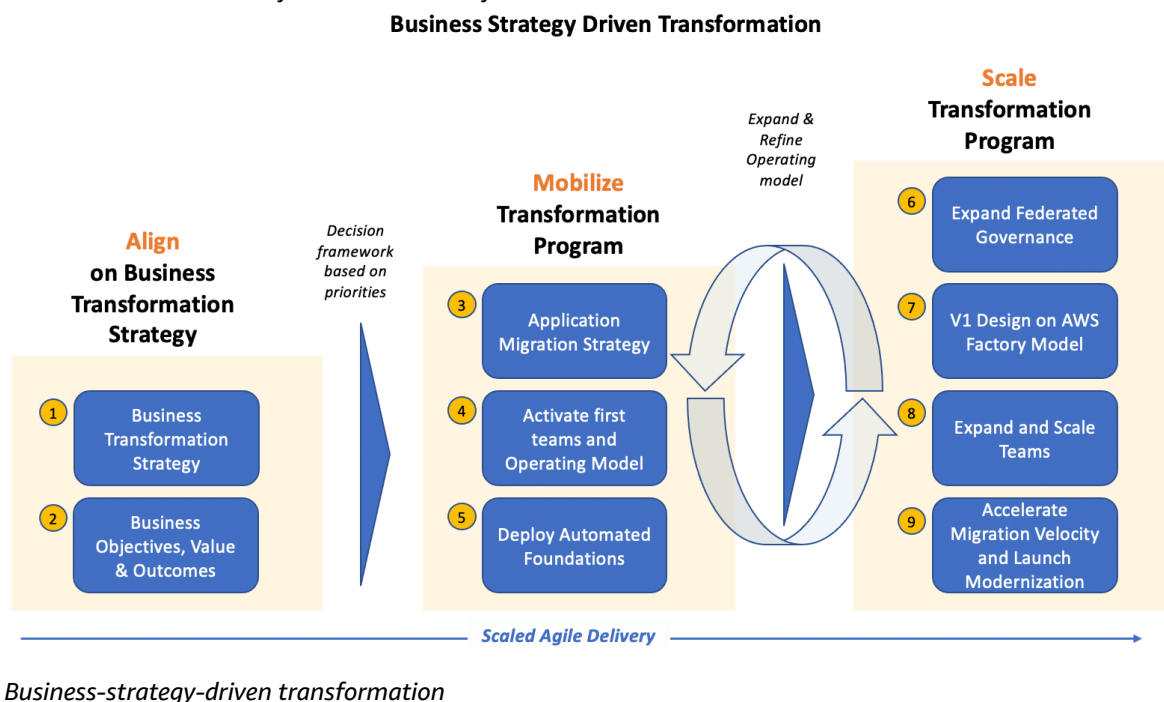 Business Strategy Driven Transformation
Align
on Business
Transformation
Strategy
1
Business
Transformation
Strategy
2
Business
Objectives, Value
& Outcomes
Decision
framework
based on
priorities
Mobilize
Transformation
Program
3
Application
Migration Strategy
4
Activate first
teams and
Operating Model
5
Deploy Automated
Foundations
Expand &
Refine
Operating
model
Scale
Transformation
Program
6
Expand Federated
Governance
7
V1 Design on AWS
Factory Model
8
Expand and Scale
Teams
9
Accelerate
Migration Velocity
and Launch
Modernization
Scaled Agile Delivery
Business-strategy-driven transformation